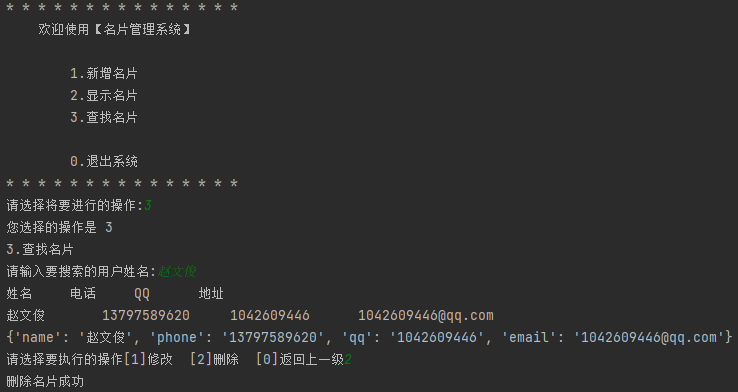 * * * * * * * * * * * * * * *
欢迎使用【名片管理系统】
1.新增名片
2.显示名片
3.查找名片
0.退出系统
* * * * * * * * * * * * * * *
请选择将要进行的操作:3
您选择的操作是 3
3.查找名片
请输入要搜索的用户姓名:赵文俊
姓名 电话 QQ 地址
赵文俊 13797589620 1042609446 1042609446@qq.com
{'name': '赵文俊', 'phone': '13797589620', 'qq': '1042609446', 'email': '1042609446@qq.com'}
请选择要执行的操作[1]修改 [2]删除 [0]返回上一级2
删除名片成功